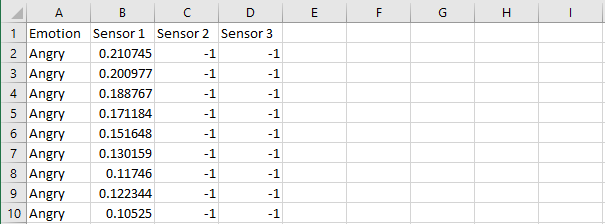 A B C D E F G H I
1 Emotion Sensor 1 Sensor 2 Sensor 3
2 Angry 0.210745 -1 -1
3 Angry 0.200977 -1 -1
4 Angry 0.188767 -1 -1
5 Angry 0.171184 -1 -1
6 Angry 0.151648 -1 -1
7 Angry 0.130159 -1 -1
8 Angry 0.11746 -1 -1
9 Angry 0.122344 -1 -1
10 Angry 0.10525 -1 -1